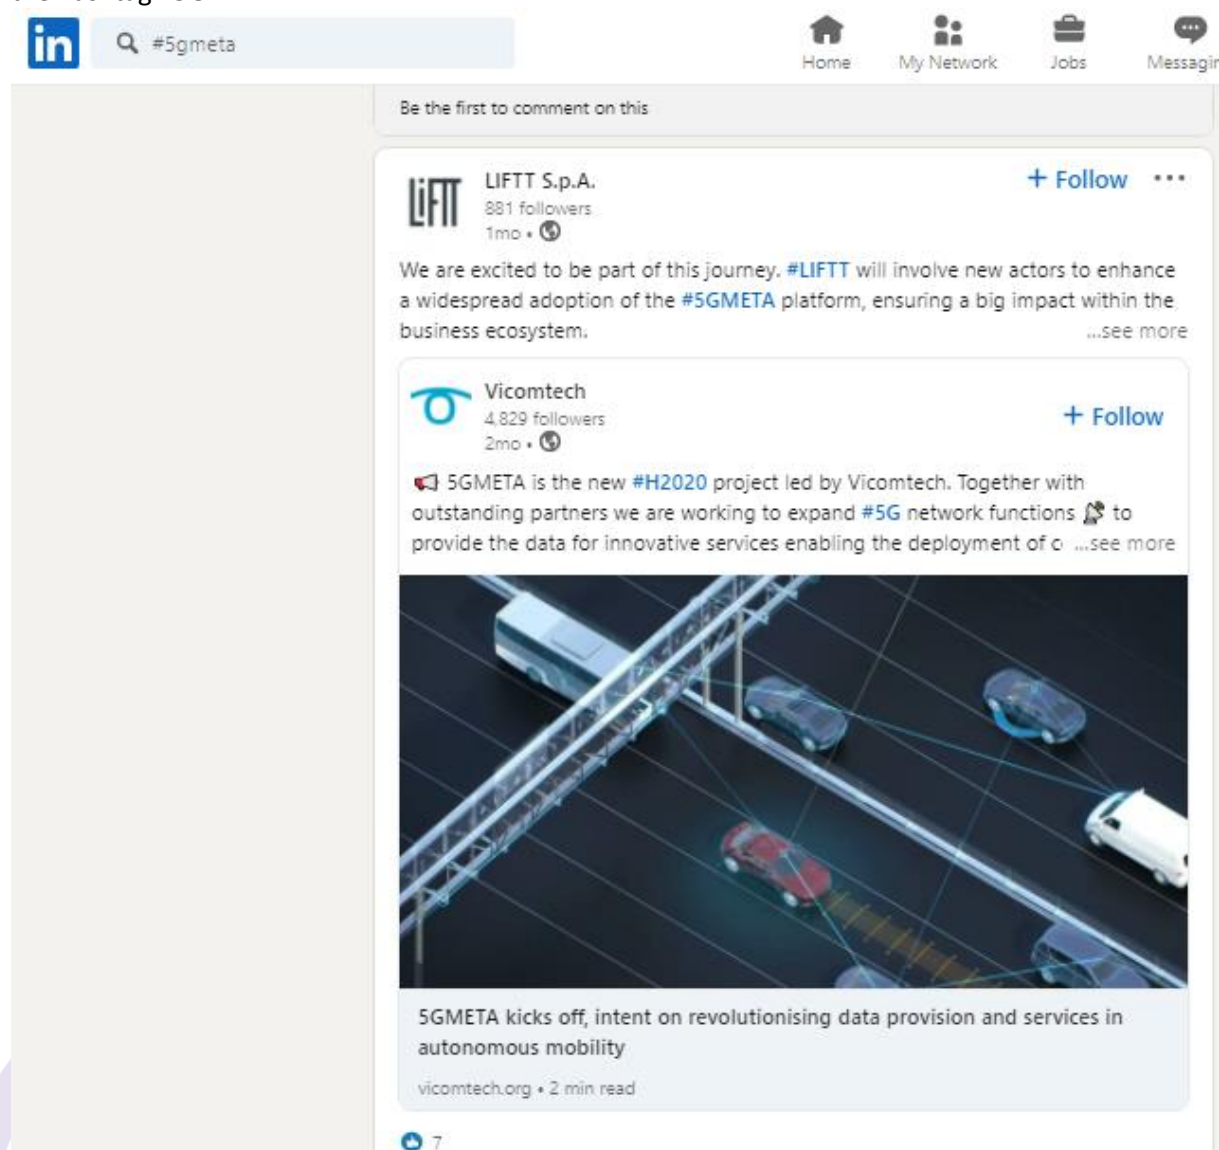 in
#5gmeta
Home
My Network
Jobs
Messagin
Be the first to comment on this
LIFTT
LIFTT S.p.A.
881 followers
1mo •
+ Follow
•••
We are excited to be part of this journey. #LIFTT will involve new actors to enhance
a widespread adoption of the #5GMETA platform, ensuring a big impact within the
business ecosystem.
...see more
Vicomtech
4,829 followers
2mo •
+ Follow
5GMETA is the new #H2020 project led by Vicomtech. Together with
outstanding partners we are working to expand #5G network functions to
provide the data for innovative services enabling the deployment of c ...see more
5GMETA kicks off, intent on revolutionising data provision and services in
autonomous mobility
vicomtech.org • 2 min read
7